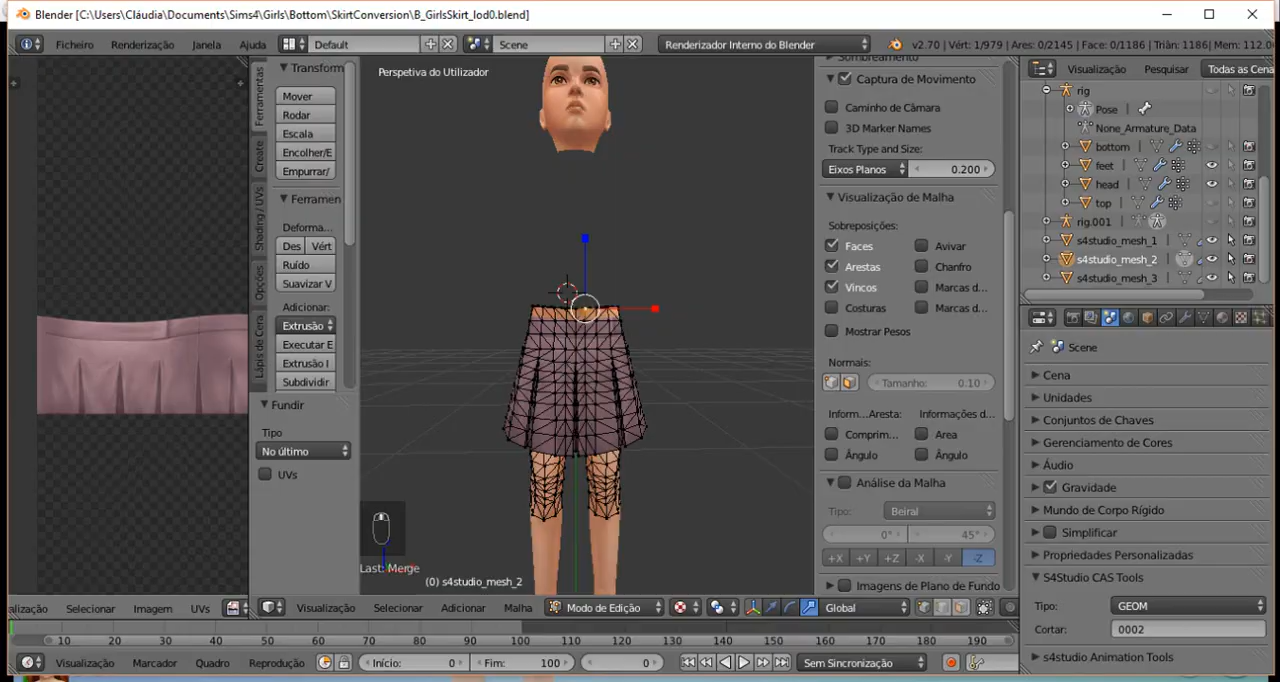 Blender [C:\Users\Cláudia\Documents\Sims4\Girls\Bottom\SkirtConversion\B_GirlsSkirt_lod0.blend]
Ficheiro Renderização Janela Ajuda Default Scene Renderizador Interno do Blender v2.70 | Vért: 1/979 | Ares: 0/2145 | Face: 0/1186 | Triân: 1186| Mem: 112.0
Ferramentas
Create
Shading / UVs
Opções
Lápis de Cera
Transform
Mover
Rodar
Escala
Encolher/E
Empurrar/
Ferramen
Deforma...
Des Vért
Ruído
Suavizar V
Adicionar:
Extrusão
Executar E
Extrusão I
Subdividir
Fundir
Tipo
No último
UVs
Perspetiva do Utilizador
Last: Merge
(0) s4studio_mesh_2
Sombreamento
Captura de Movimento
Caminho de Câmara
3D Marker Names
Track Type and Size:
Eixos Planos 0.200
Visualização de Malha
Sobreposições:
Faces Avivar
Arestas Chanfro
Vincos Marcas d...
Costuras Marcas d...
Mostrar Pesos
Normais:
Tamanho: 0.10
Inform...Aresta: Informações d...
Comprim... Area
Ângulo Ângulo
Análise da Malha
Tipo: Beiral
0° 45°
+X +Y +Z -X -Y -Z
Imagens de Plano de Fundo
Visualização Pesquisar Todas as Cena
rig
Pose
None_Armature_Data
bottom
feet
head
top
rig.001
s4studio_mesh_1
s4studio_mesh_2
s4studio_mesh_3
Scene
Cena
Unidades
Conjuntos de Chaves
Gerenciamento de Cores
Áudio
Gravidade
Mundo de Corpo Rígido
Simplificar
Propriedades Personalizadas
S4Studio CAS Tools
Tipo: GEOM
Cortar: 0002
s4studio Animation Tools
alização Selecionar Imagem UVs Visualização Selecionar Adicionar Malha Modo de Edição Global
10 20 30 40 50 60 70 80 90 100 110 120 130 140 150 160 170 180 190
Visualização Marcador Quadro Reprodução Início: 0 Fim: 100 0 Sem Sincronização